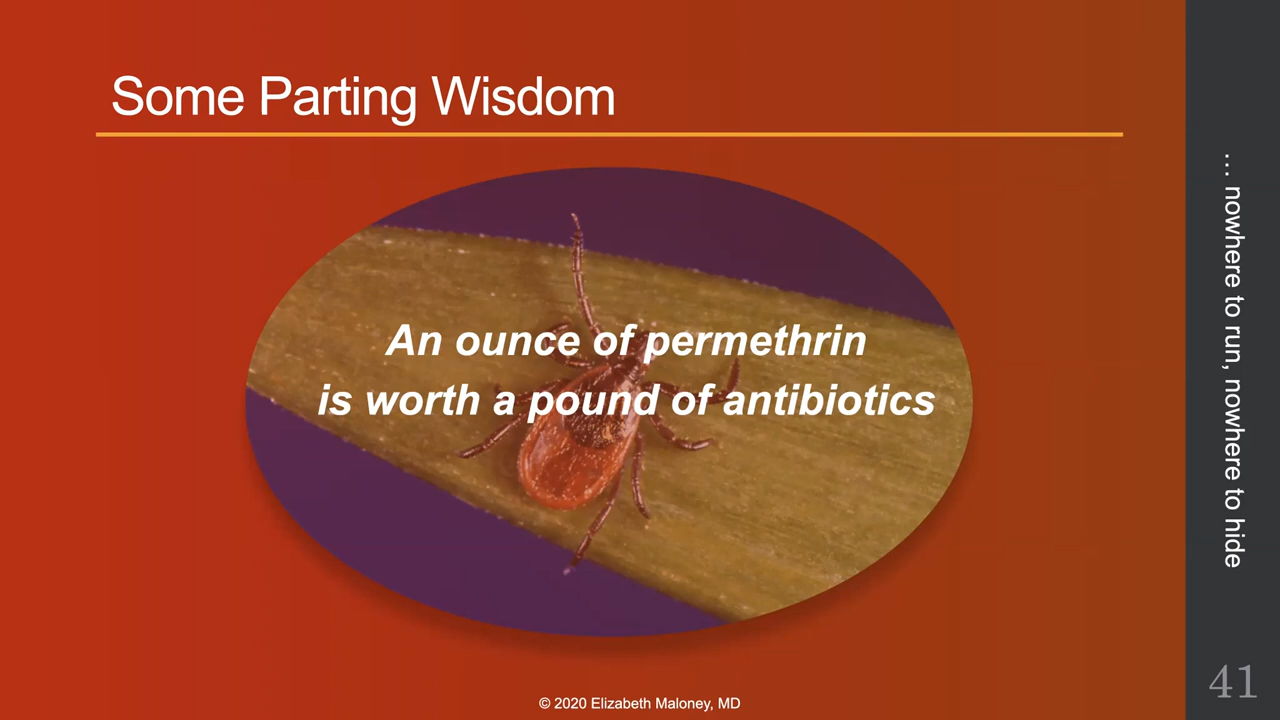 Some Parting Wisdom
An ounce of permethrin
is worth a pound of antibiotics
… nowhere to run, nowhere to hide
© 2020 Elizabeth Maloney, MD
41